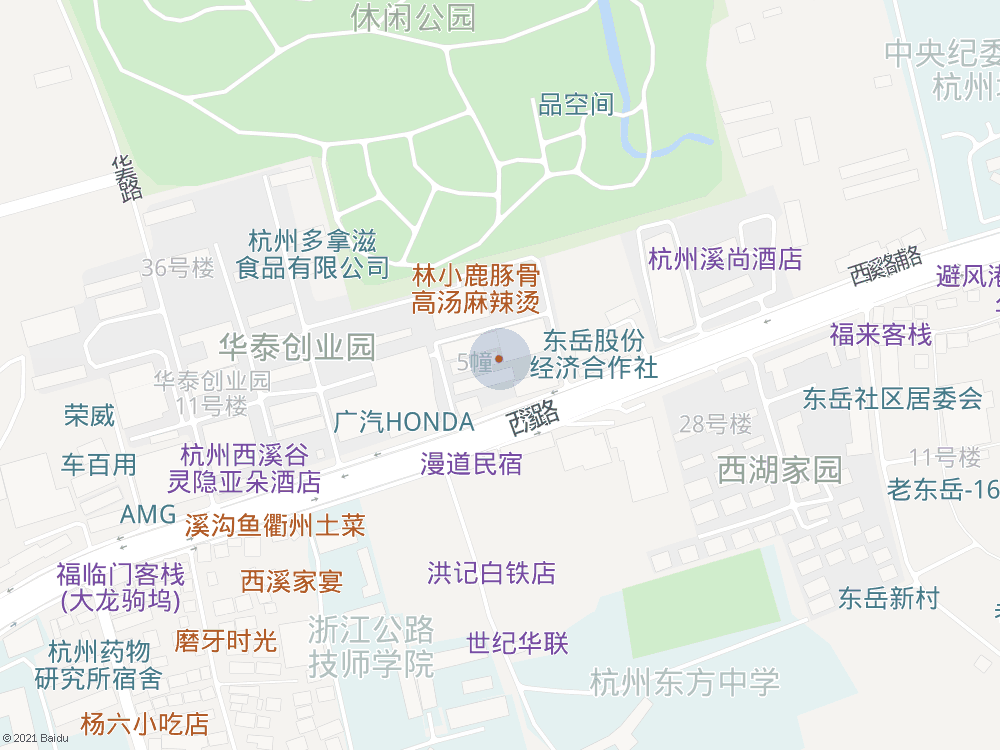 休闲公园
中央纪委
杭州
品空间
华泰路
杭州多拿滋
食品有限公司
36号楼
林小鹿豚骨
高汤麻辣烫
杭州溪尚酒店
西溪路辅路
避风港
福来客栈
华泰创业园
华泰创业园
11号楼
5幢
东岳股份
经济合作社
东岳社区居委会
荣威
广汽HONDA
西溪路
28号楼
车百用
杭州西溪谷
灵隐亚朵酒店
漫道民宿
西湖家园
11号楼
老东岳-16
AMG
溪沟鱼衢州土菜
福临门客栈
(大龙驹坞)
西溪家宴
洪记白铁店
东岳新村
浙江公路
技师学院
磨牙时光
世纪华联
杭州药物
研究所宿舍
杭州东方中学
杨六小吃店
© 2021 Baidu